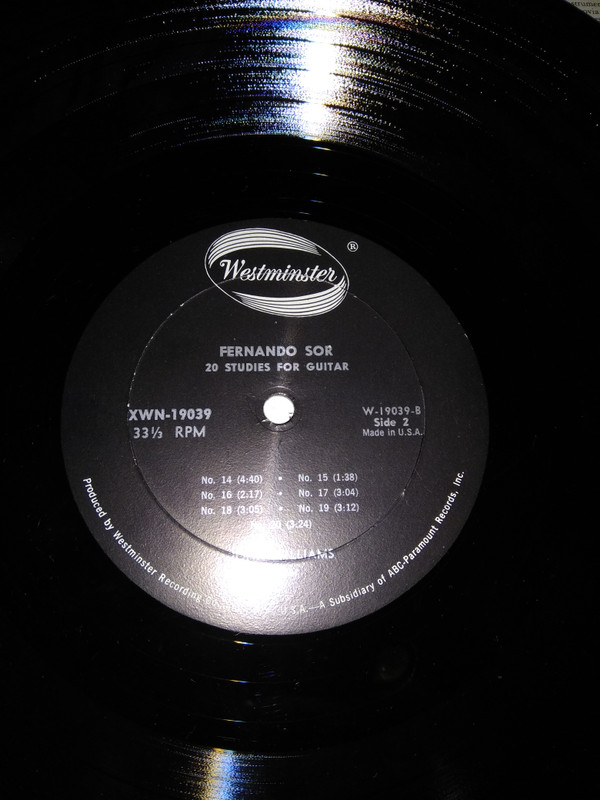 Westminster ®
FERNANDO SOR
20 STUDIES FOR GUITAR
XWN-19039
33⅓ RPM
W-19039-B
Side 2
Made in U.S.A.
No. 14 (4:40) • No. 15 (1:38)
No. 16 (2:17) • No. 17 (3:04)
No. 18 (3:05) • No. 19 (3:12)
(3:24)
Produced by Westminster Recording
U.S.A.—A Subsidiary of ABC-Paramount Records, Inc.